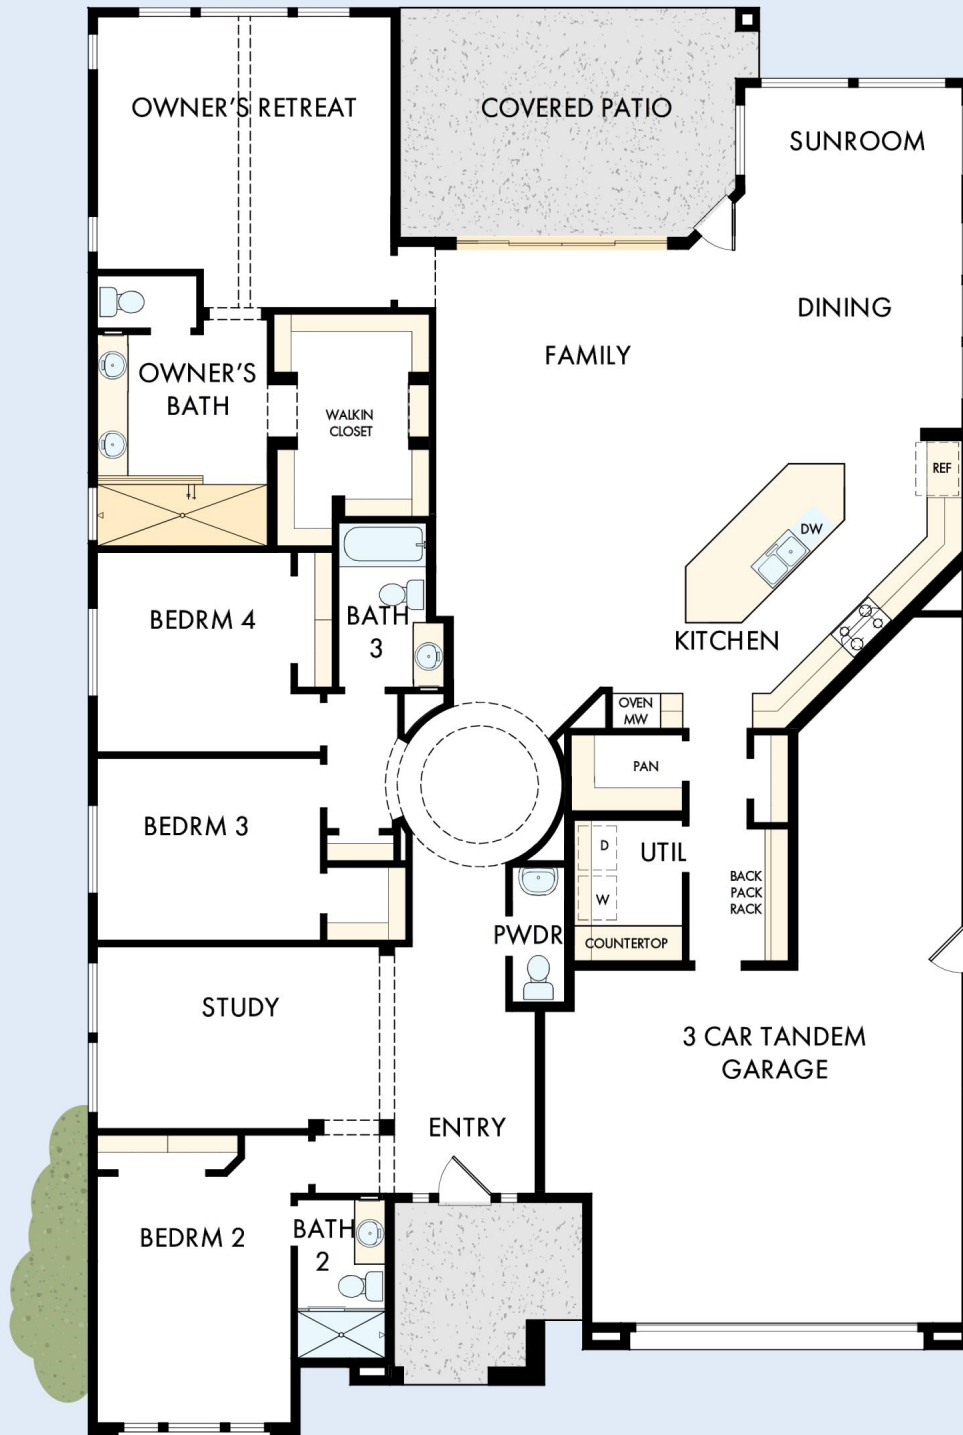 OWNER'S RETREAT
COVERED PATIO
SUNROOM
DINING
FAMILY
OWNER'S
BATH
WALKIN
CLOSET
REF
DW
BEDRM 4
BATH
3
KITCHEN
OVEN
MW
PAN
BEDRM 3
D
UTIL
W
BACK
PACK
RACK
PWDR
COUNTERTOP
STUDY
3 CAR TANDEM
GARAGE
ENTRY
BEDRM 2
BATH
2